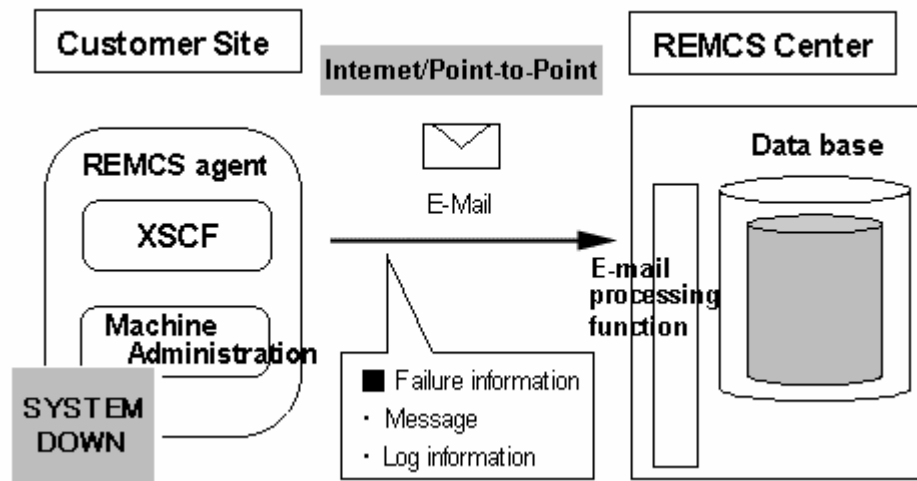 Customer Site
Internet/Point-to-Point
REMCS Center
E-Mail
REMCS agent
XSCF
Machine
Administration
SYSTEM
DOWN
■ Failure information
· Message
· Log information
Data base
E-mail
processing
function